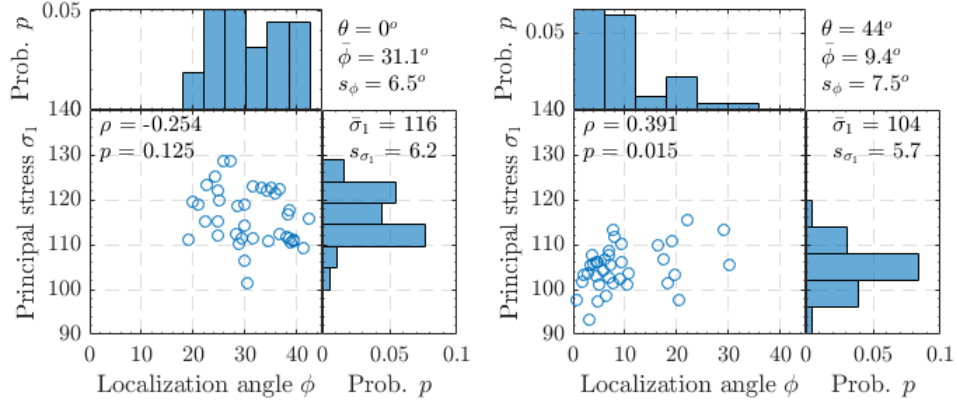 0.05
Prob. p
140
θ = 0°
ϕ̄ = 31.1°
s_ϕ = 6.5°
ρ = -0.254
p = 0.125
σ̄₁ = 116
s_σ₁ = 6.2
Principal stress σ₁
130
120
110
100
90
0
10
20
30
40
Localization angle ϕ
0
0.05
0.1
Prob. p
0.05
Prob. p
140
θ = 44°
ϕ̄ = 9.4°
s_ϕ = 7.5°
ρ = 0.391
p = 0.015
σ̄₁ = 104
s_σ₁ = 5.7
Principal stress σ₁
130
120
110
100
90
0
10
20
30
40
Localization angle ϕ
0
0.05
0.1
Prob. p